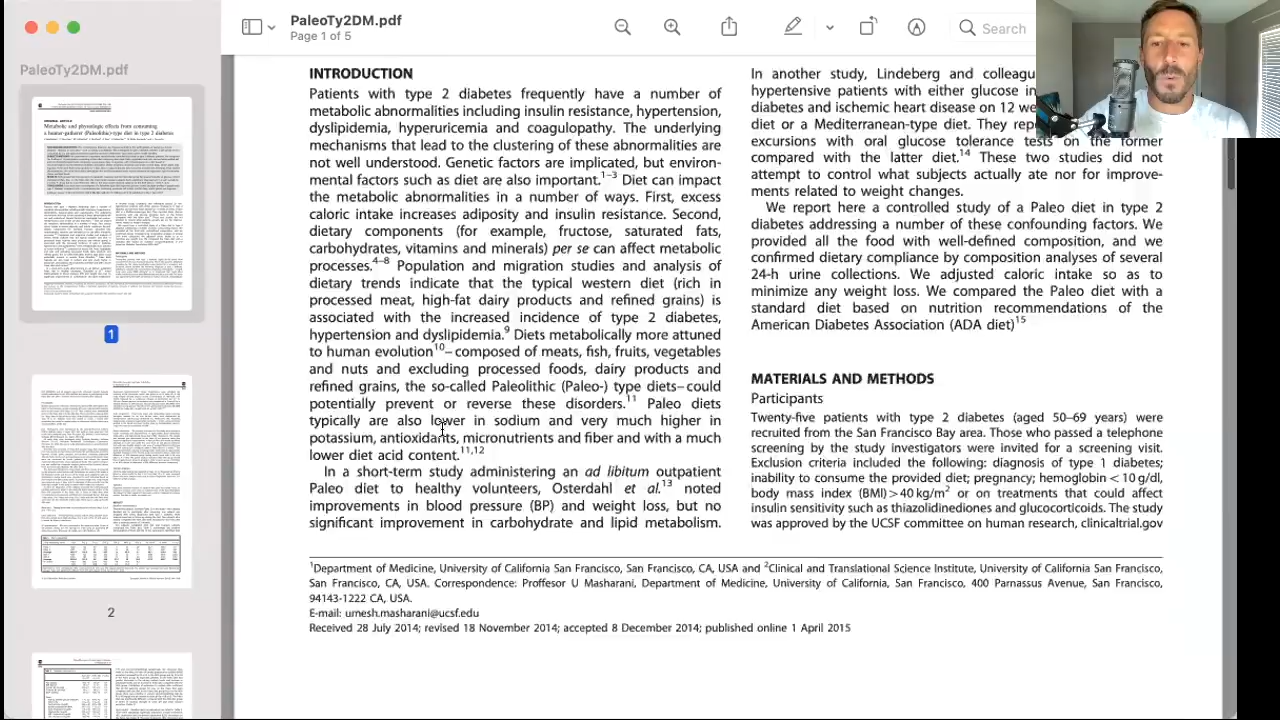 PaleoTy2DM.pdf
Page 1 of 5
Search
PaleoTy2DM.pdf
1
2
INTRODUCTION
Patients with type 2 diabetes frequently have a number of
metabolic abnormalities including insulin resistance, hypertension,
dyslipidemia, hyperuricemia and coagulopathy. The underlying
mechanisms that lead to the clustering of these abnormalities are
not well understood. Genetic factors are implicated, but environ-
mental factors such as diet are also important.1–3 Diet can impact
the metabolic abnormalities in a number of ways. First, excess
caloric intake increases adiposity and insulin resistance. Second,
dietary components (for example, fructose, saturated fats,
carbohydrates, vitamins and minerals) per se can affect metabolic
processes.4–8 Population and migration studies and analysis of
dietary trends indicate that the typical western diet (rich in
processed meat, high-fat dairy products and refined grains) is
associated with the increased incidence of type 2 diabetes,
hypertension and dyslipidemia.9 Diets metabolically more attuned
to human evolution10–composed of meats, fish, fruits, vegetables
and nuts and excluding processed foods, dairy products and
refined grains, the so-called Paleolithic (Paleo-) type diets–could
potentially prevent or reverse these disorders.11 Paleo diets
typically are also lower in sodium and very much higher in
potassium, antioxidants, micronutrients and fiber and with a much
lower diet acid content.11,12
In a short-term study administering an ad libitum outpatient
Paleo diet to healthy volunteers, Osterdahl et al.13 noted
improvements in blood pressure (BP) and weight loss, but no
significant improvement in carbohydrate and lipid metabolism.
In another study, Lindeberg and colleagu
hypertensive patients with either glucose in
diabetes and ischemic heart disease on 12 we
diet or a Mediterranean-type diet. They rep
excursions with oral glucose tolerance tests on the former
compared with the latter diet.14 These two studies did not
attempt to control what subjects actually ate nor for improve-
ments related to weight changes.
We report here a controlled study of a Paleo diet in type 2
diabetes addressing a number of these confounding factors. We
provided all the food with well-defined composition, and we
confirmed dietary compliance by composition analyses of several
24-h urine collections. We adjusted caloric intake so as to
minimize any weight loss. We compared the Paleo diet with a
standard diet based on nutrition recommendations of the
American Diabetes Association (ADA diet)15
MATERIALS AND METHODS
Participants
Participants with type 2 diabetes (aged 50–69 years) were
recruited from the San Francisco Bay area. Those who passed a telephone
screening by the study investigators were invited for a screening visit.
Exclusion criteria included the following: diagnosis of type 1 diabetes;
inability to consume the provided diet; pregnancy; hemoglobin < 10 g/dl,
body mass index (BMI) > 40 kg/m2 or on treatments that could affect
insulin sensitivity such as thiazolidinediones and glucocorticoids. The study
was approved by the UCSF committee on human research, clinicaltrial.gov
1Department of Medicine, University of California San Francisco, San Francisco, CA, USA and 2Clinical and Translational Science Institute, University of California San Francisco,
San Francisco, CA, USA. Correspondence: Proffesor U Masharani, Department of Medicine, University of California, San Francisco, 400 Parnassus Avenue, San Francisco,
94143-1222 CA, USA.
E-mail: umesh.masharani@ucsf.edu
Received 28 July 2014; revised 18 November 2014; accepted 8 December 2014; published online 1 April 2015